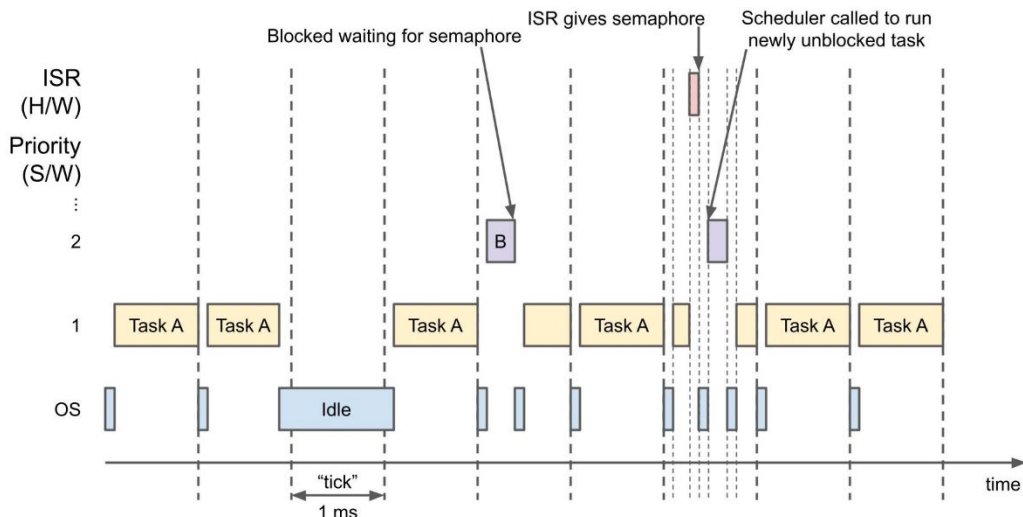 ISR gives semaphore
Scheduler called to run
newly unblocked task
Blocked waiting for semaphore
ISR
(H/W)
Priority
(S/W)
⋮
2
B
1
Task A
Task A
Task A
Task A
Task A
Task A
OS
Idle
“tick”
1 ms
time